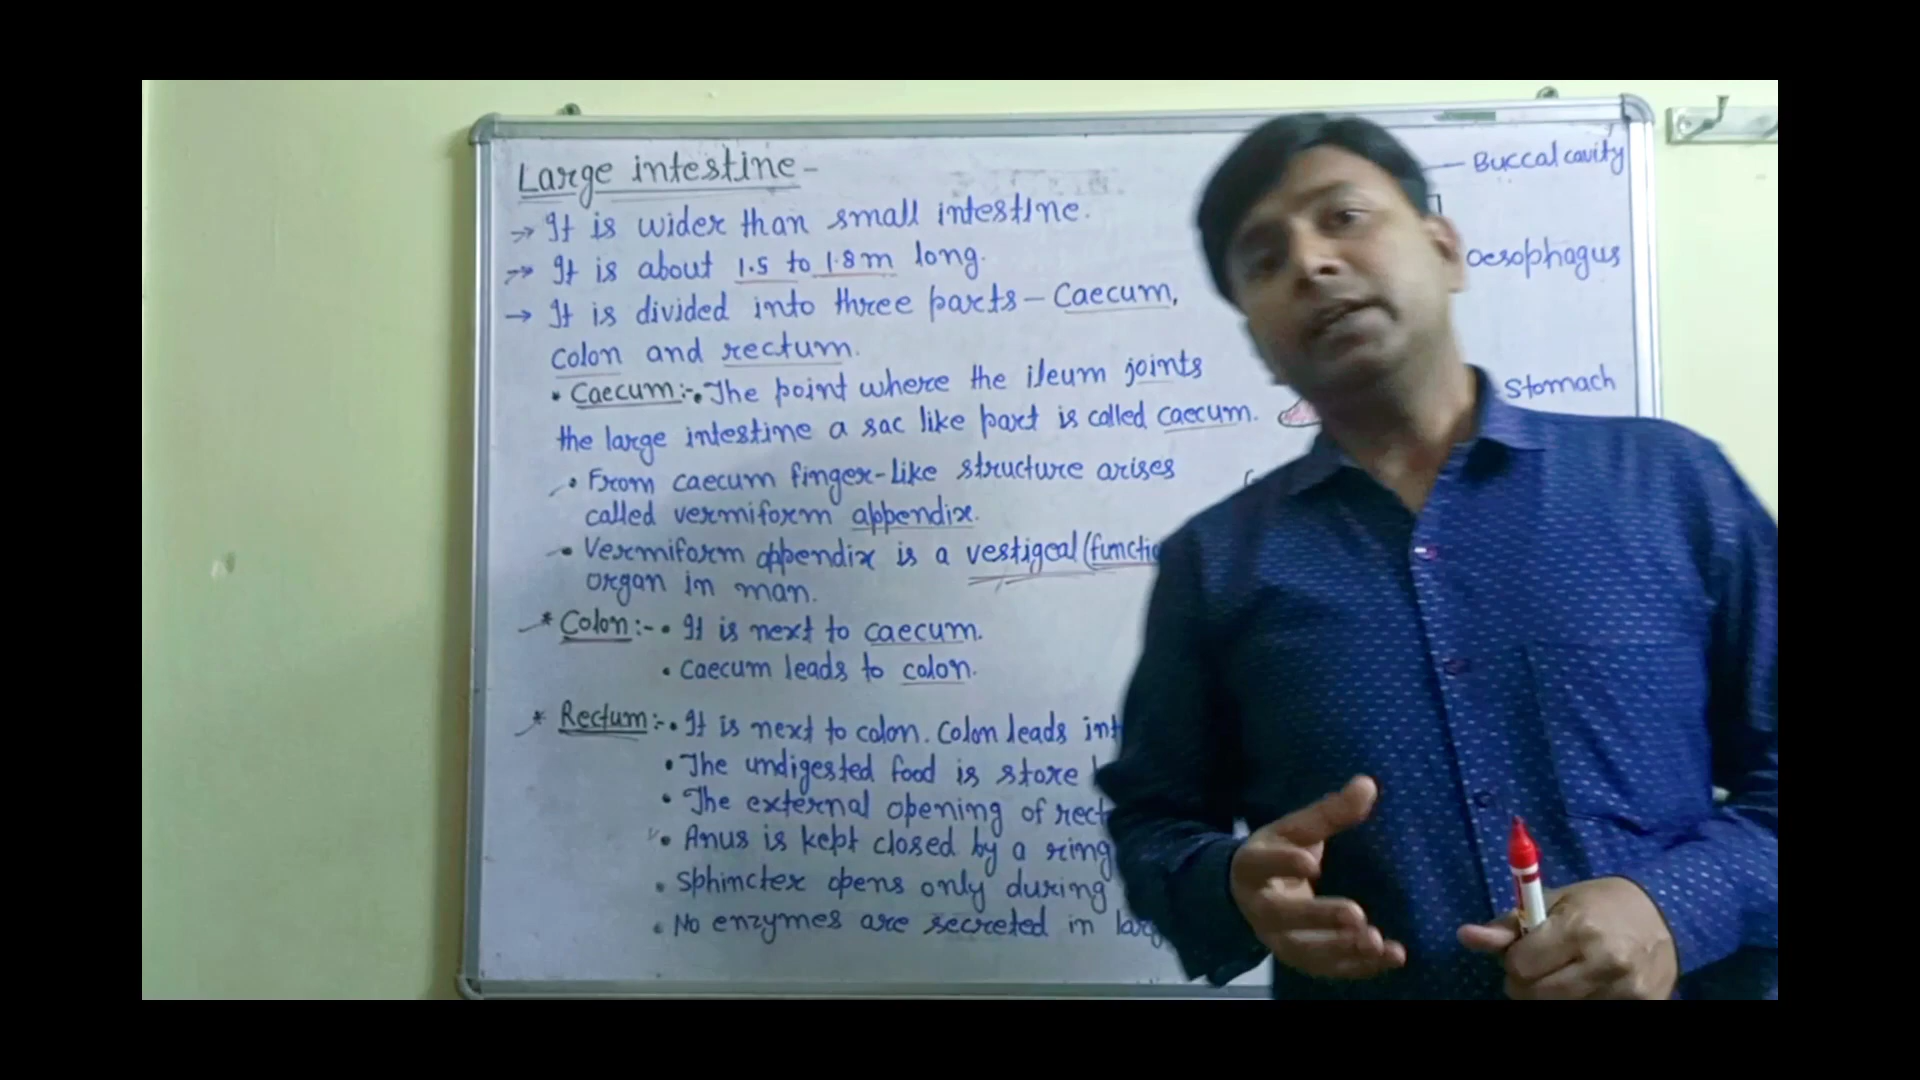 Large intestine-
→ It is wider than small intestine.
→ It is about 1.5 to 1.8m long.
→ It is divided into three parts- Caecum,
colon and rectum.
• Caecum:-. The point where the ileum joints
the large intestine a sac like part is called caecum.
• From caecum finger-like structure arises
called vermiform appendix.
• Vermiform appendix is a vestigeal (functio
organ in man.
* Colon:- • It is next to caecum.
• Caecum leads to colon.
* Rectum:- • It is next to colon. Colon leads int
• The undigested food is store
• The external opening of rect
• Anus is kept closed by a ring
• Sphincter opens only during
• No enzymes are secreted in larg
Buccal cavity
oesophagus
Stomach